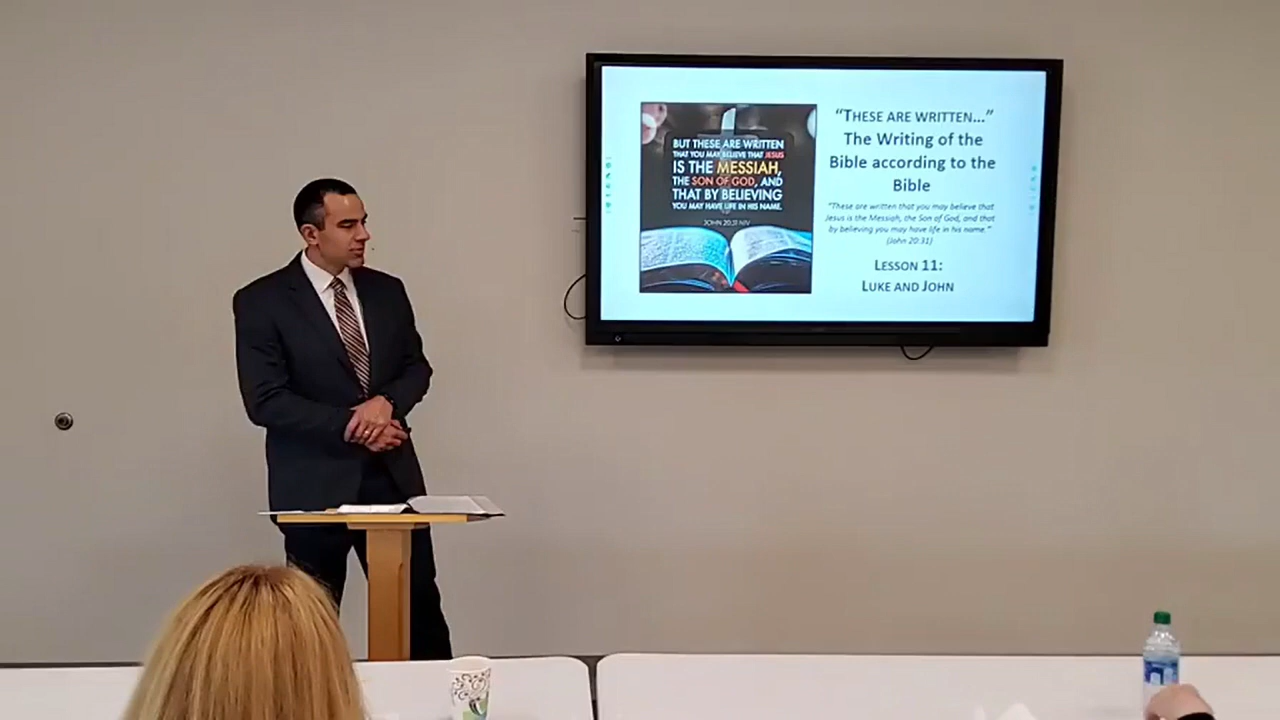 BUT THESE ARE WRITTEN
THAT YOU MAY BELIEVE THAT JESUS
IS THE MESSIAH,
THE SON OF GOD, AND
THAT BY BELIEVING
YOU MAY HAVE LIFE IN HIS NAME.
JOHN 20:31 NIV
“THESE ARE WRITTEN...”
The Writing of the
Bible according to the
Bible
“These are written that you may believe that
Jesus is the Messiah, the Son of God, and that
by believing you may have life in his name.”
(John 20:31)
LESSON 11:
LUKE AND JOHN